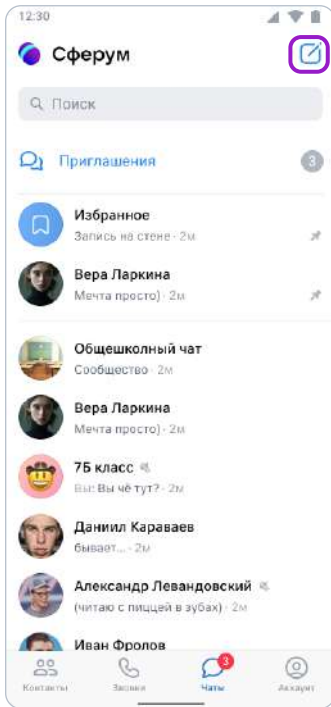 12:30
Сферум
Поиск
Приглашения
3
Избранное
Запись на стене · 2м
Вера Ларкина
Мечта просто) · 2м
Общешкольный чат
Сообщество · 2м
Вера Ларкина
Мечта просто) · 2м
7Б класс
Вы: Вы чё тут? · 2м
Даниил Караваев
бывает... · 2м
Александр Левандовский
(читаю с пиццей в зубах) · 2м
Иван Фролов
3
Контакты Звонки Чаты Аккаунт